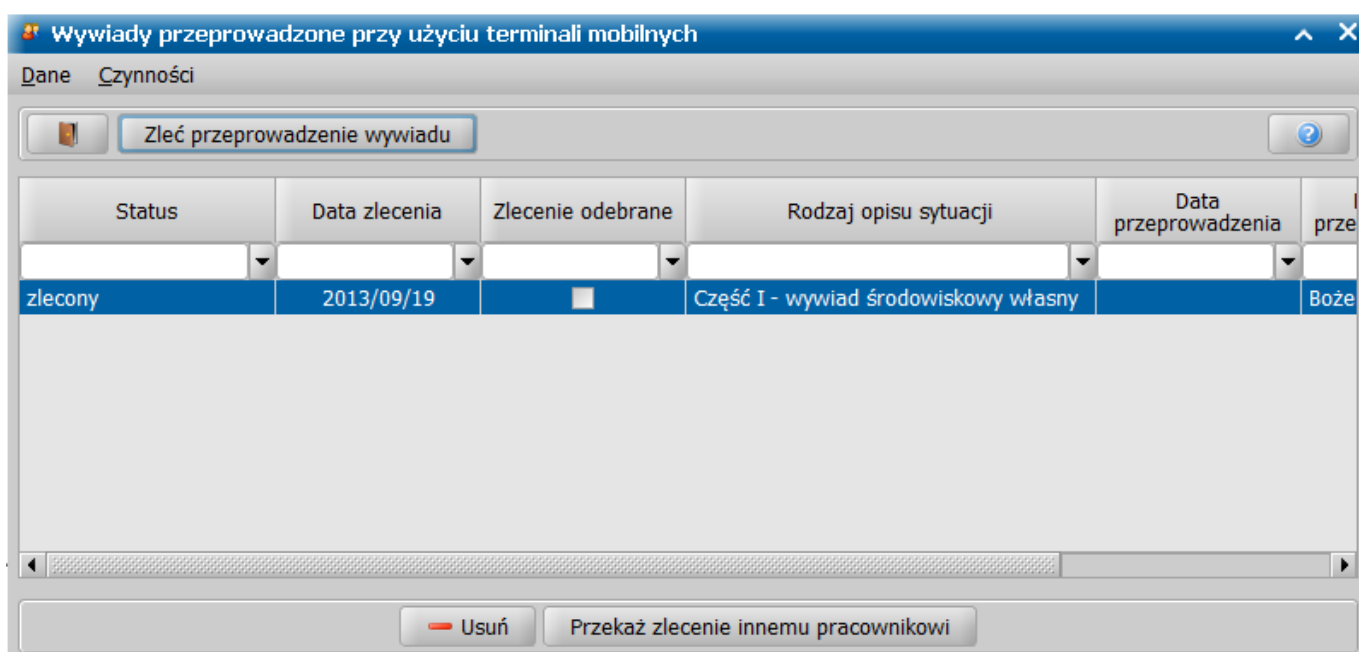 Wywiady przeprowadzone przy użyciu terminali mobilnych
Dane Czynności
Zleć przeprowadzenie wywiadu
Status Data zlecenia Zlecenie odebrane Rodzaj opisu sytuacji Data przeprowadzenia
zlecony 2013/09/19 Część I - wywiad środowiskowy własny Boże
Usuń Przekaż zlecenie innemu pracownikowi